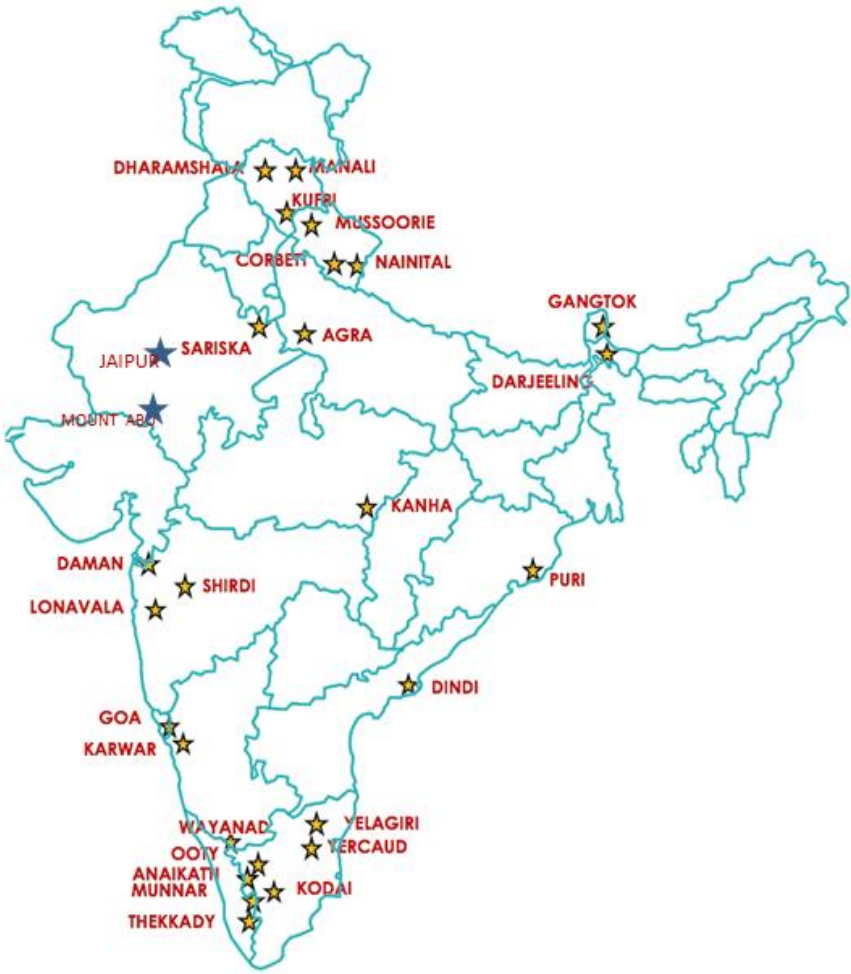 DHARAMSHALA
MANALI
KUFRI
MUSSOORIE
CORBETT
NAINITAL
GANGTOK
SARISKA
AGRA
JAIPUR
DARJEELING
MOUNT ABU
KANHA
DAMAN
SHIRDI
PURI
LONAVALA
DINDI
GOA
KARWAR
WAYANAD
YELAGIRI
OOTY
YERCAUD
ANAIKATTI
MUNNAR
KODAI
THEKKADY